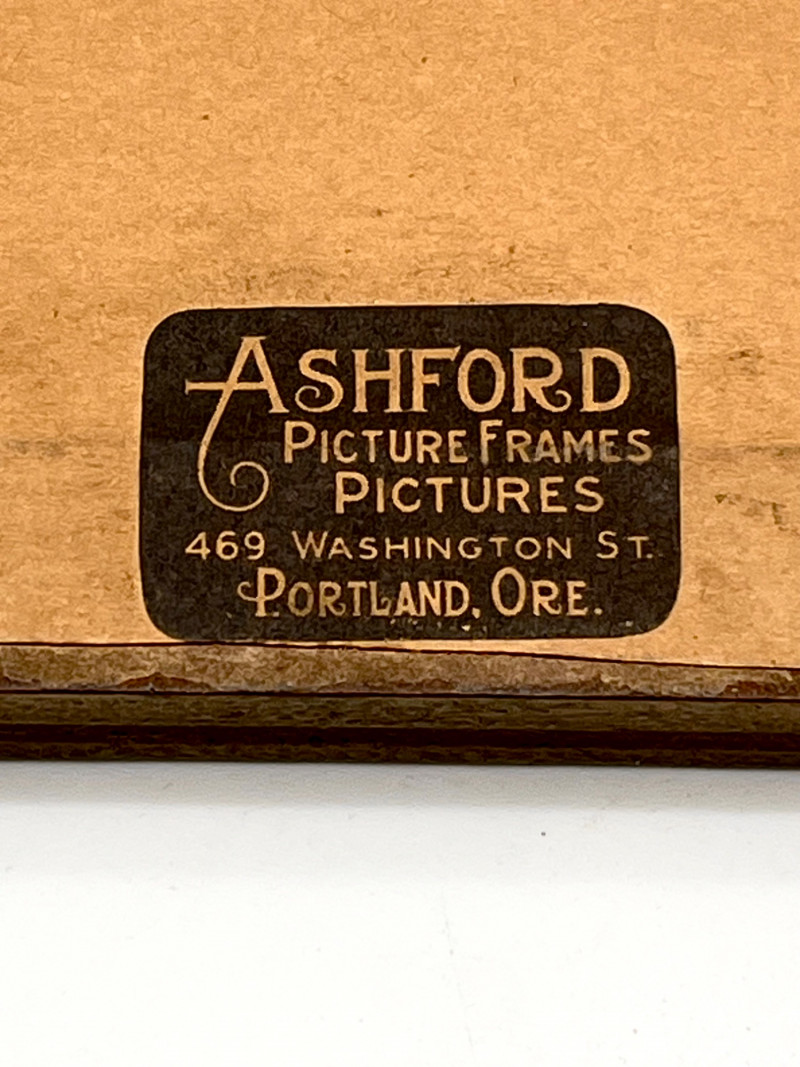 ASHFORD
PICTURE FRAMES
PICTURES
469 WASHINGTON ST.
PORTLAND, ORE.